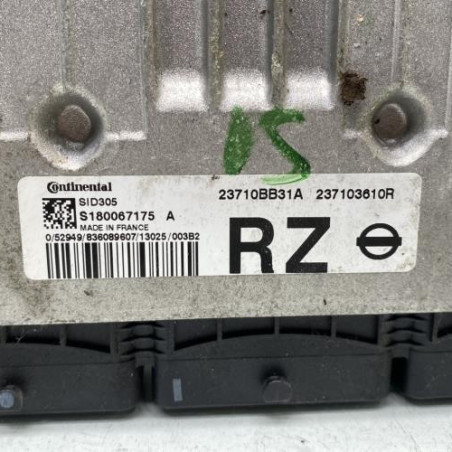 15
Continental
SID305
S180067175 A
MADE IN FRANCE
0/52949/836089607/13025/003B2
23710BB31A 237103610R
RZ